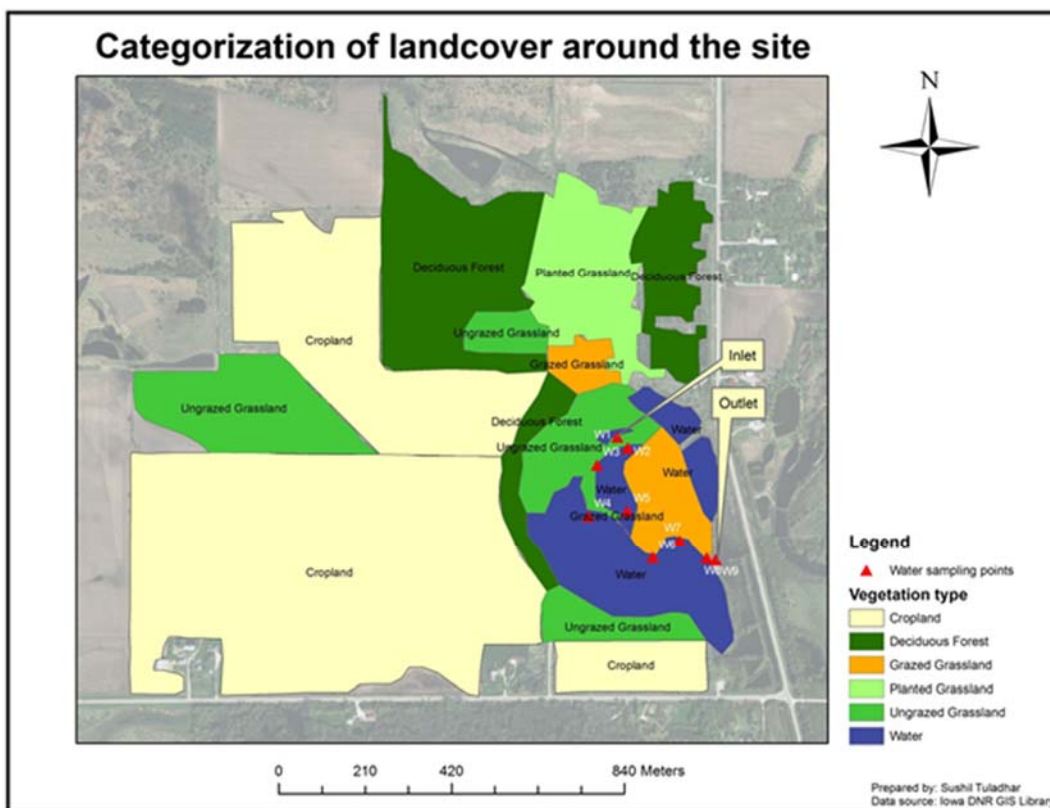 Categorization of landcover around the site
N
Deciduous Forest
Planted Grassland
Deciduous Forest
Ungrazed Grassland
Cropland
Grazed Grassland
Inlet
Ungrazed Grassland
Outlet
Deciduous Forest
Water
W1
Ungrazed Grassland
W3
W2
Water
Water
W4
W5
Grazed Grassland
W7
W6
Cropland
Water
W8
W9
Ungrazed Grassland
Cropland
Legend
Water sampling points
Vegetation type
Cropland
Deciduous Forest
Grazed Grassland
Planted Grassland
Ungrazed Grassland
Water
0 210 420 840 Meters
Prepared by: Sushil Tuladhar
Data source: Iowa DNR GIS Librar